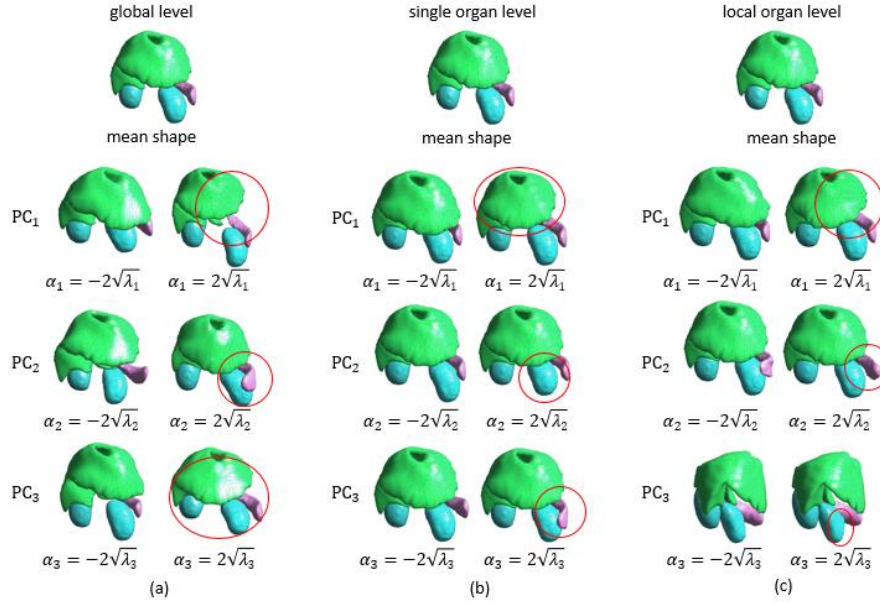 global level
single organ level
local organ level
mean shape
mean shape
mean shape
PC₁
PC₁
PC₁
α₁ = −2√λ₁
α₁ = 2√λ₁
α₁ = −2√λ₁
α₁ = 2√λ₁
α₁ = −2√λ₁
α₁ = 2√λ₁
PC₂
PC₂
PC₂
α₂ = −2√λ₂
α₂ = 2√λ₂
α₂ = −2√λ₂
α₂ = 2√λ₂
α₂ = −2√λ₂
α₂ = 2√λ₂
PC₃
PC₃
PC₃
α₃ = −2√λ₃
α₃ = 2√λ₃
α₃ = −2√λ₃
α₃ = 2√λ₃
α₃ = −2√λ₃
α₃ = 2√λ₃
(a)
(b)
(c)